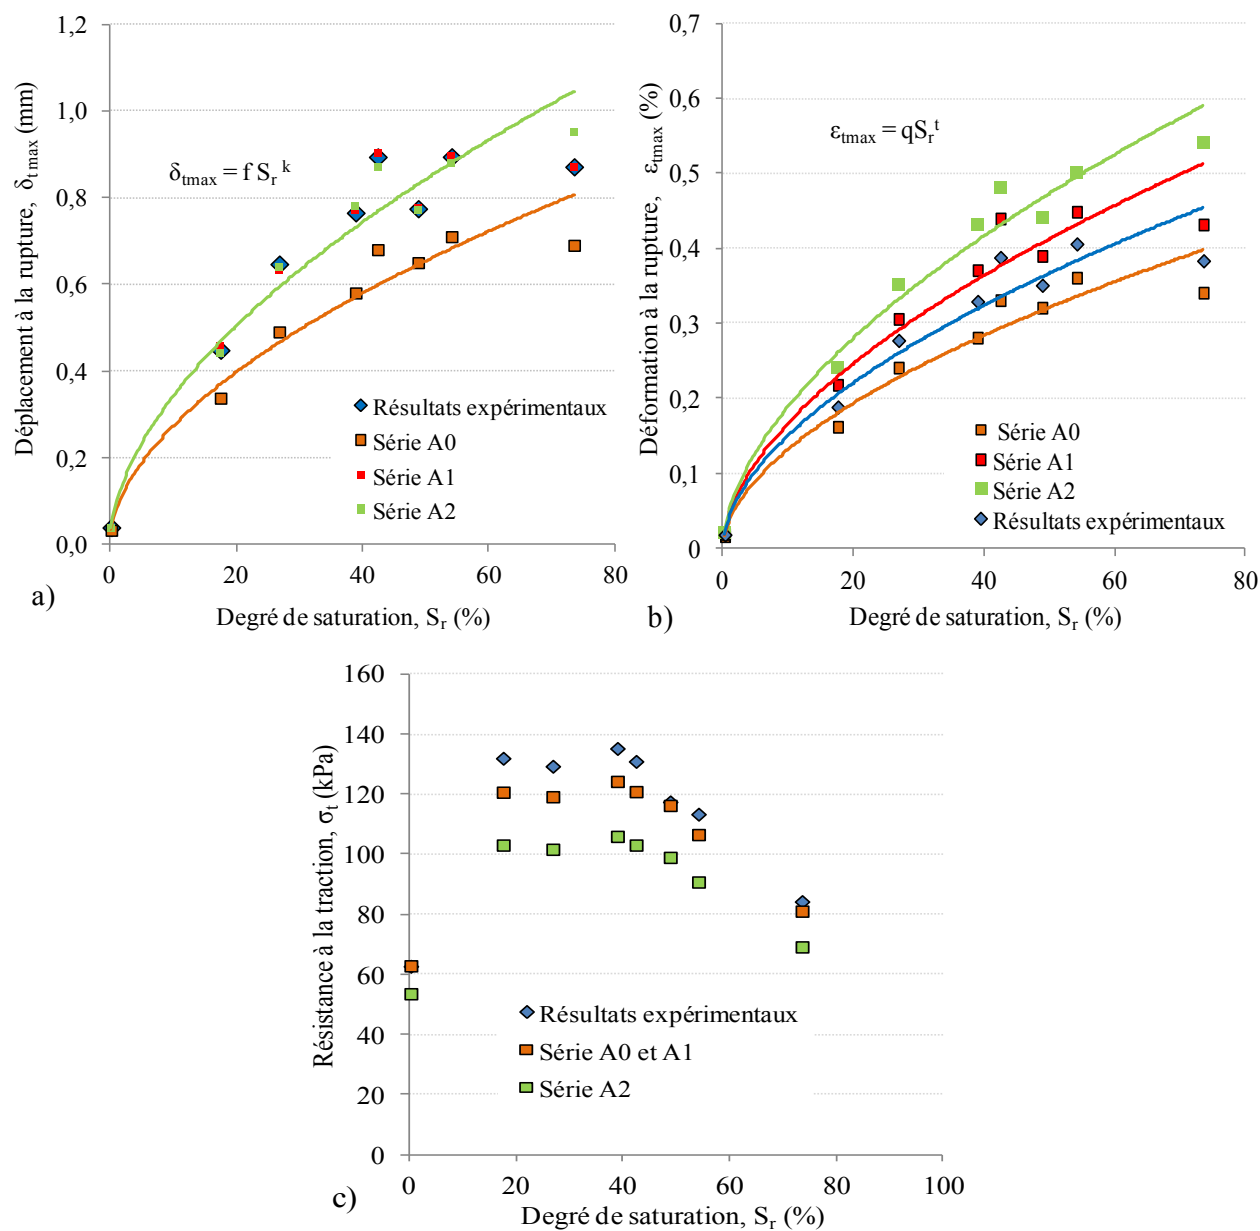 Déplacement à la rupture, δtmax (mm)
1,2
1,0
0,8
0,6
0,4
0,2
0,0
δtmax = f Sr k
Résultats expérimentaux
Série A0
Série A1
Série A2
0 20 40 60 80
Degré de saturation, Sr (%)
a)
Déformation à la rupture, εtmax (%)
0,7
0,6
0,5
0,4
0,3
0,2
0,1
0
εtmax = qSr t
Série A0
Série A1
Série A2
Résultats expérimentaux
0 20 40 60 80
Degré de saturation, Sr (%)
b)
Résistance à la traction, σt (kPa)
160
140
120
100
80
60
40
20
0
Résultats expérimentaux
Série A0 et A1
Série A2
0 20 40 60 80 100
Degré de saturation, Sr (%)
c)